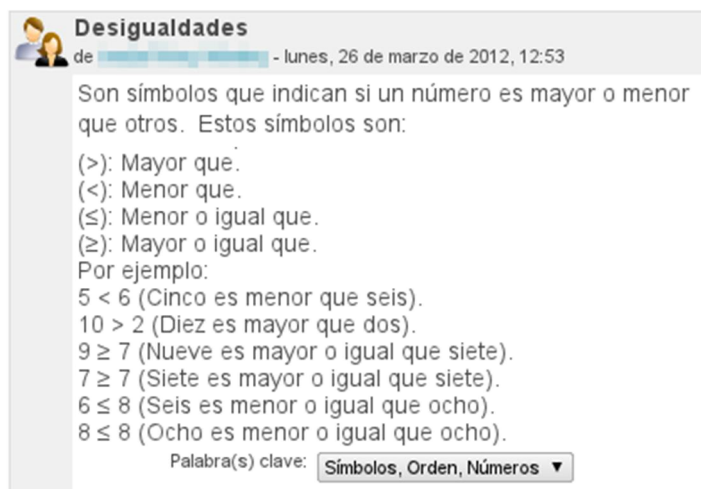 Desigualdades
de - lunes, 26 de marzo de 2012, 12:53
Son símbolos que indican si un número es mayor o menor
que otros. Estos símbolos son:
(>): Mayor que.
(<): Menor que.
(≤): Menor o igual que.
(≥): Mayor o igual que.
Por ejemplo:
5 < 6 (Cinco es menor que seis).
10 > 2 (Diez es mayor que dos).
9 ≥ 7 (Nueve es mayor o igual que siete).
7 ≥ 7 (Siete es mayor o igual que siete).
6 ≤ 8 (Seis es menor o igual que ocho).
8 ≤ 8 (Ocho es menor o igual que ocho).
Palabra(s) clave: Símbolos, Orden, Números ▼